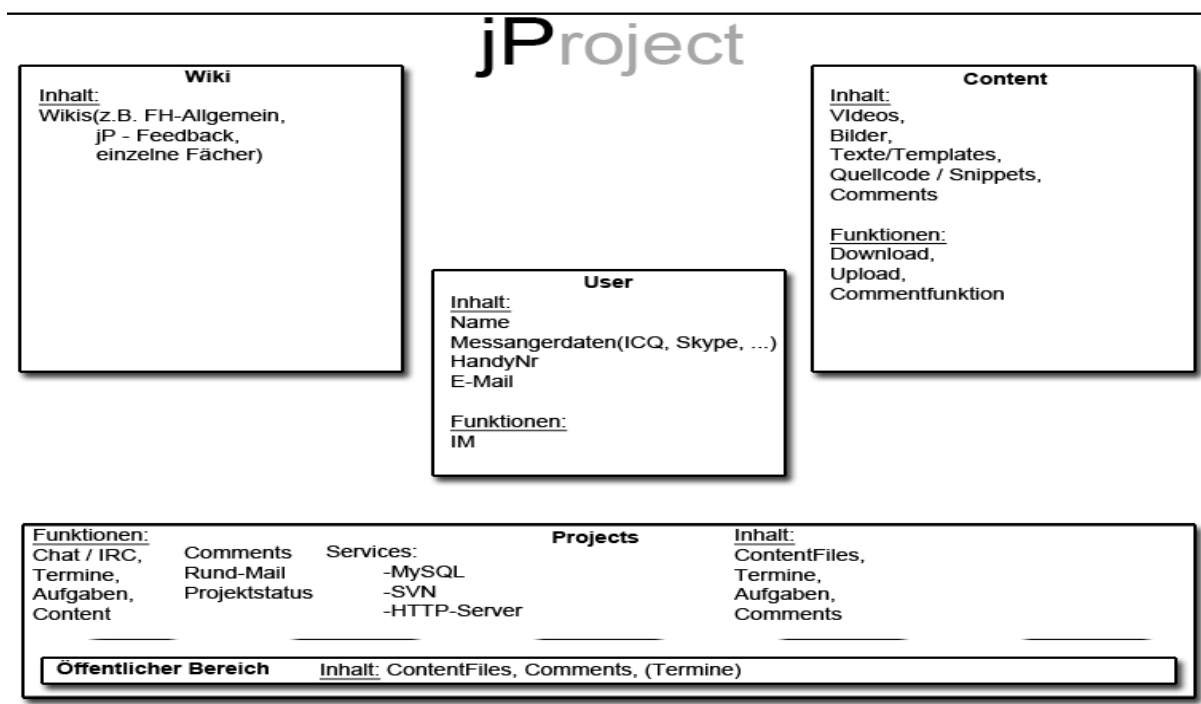 jProject
Wiki
Inhalt:
Wikis(z.B. FH-Allgemein,
jP - Feedback,
einzelne Fächer)
Content
Inhalt:
VIdeos,
Bilder,
Texte/Templates,
Quellcode / Snippets,
Comments
Funktionen:
Download,
Upload,
Commentfunktion
User
Inhalt:
Name
Messangerdaten(ICQ, Skype, ...)
HandyNr
E-Mail
Funktionen:
IM
Projects
Funktionen:
Chat / IRC,
Termine,
Aufgaben,
Content
Comments
Rund-Mail
Projektstatus
Services:
-MySQL
-SVN
-HTTP-Server
Inhalt:
ContentFiles,
Termine,
Aufgaben,
Comments
Öffentlicher Bereich Inhalt: ContentFiles, Comments, (Termine)